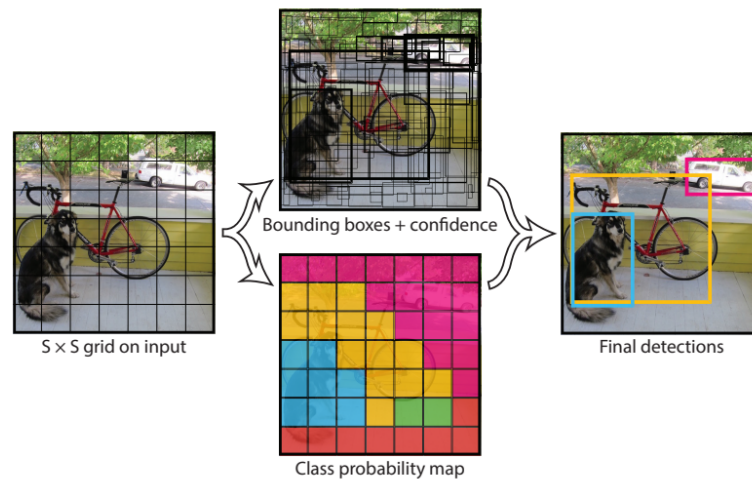 S × S grid on input
Bounding boxes + confidence
Class probability map
Final detections